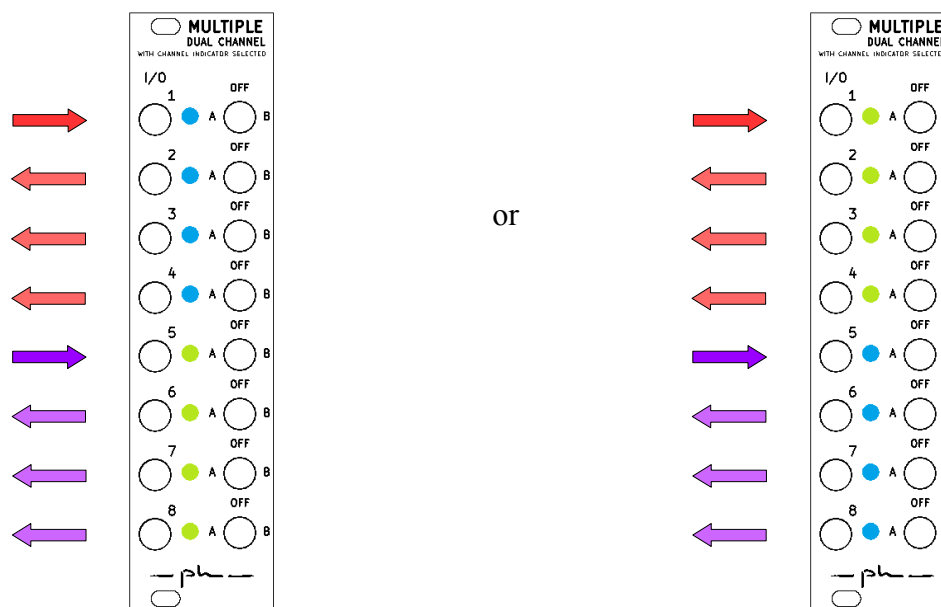 MULTIPLE
DUAL CHANNEL
WITH CHANNEL INDICATOR SELECTED
I/O
OFF
1 A B
OFF
2 A B
OFF
3 A B
OFF
4 A B
OFF
5 A B
OFF
6 A B
OFF
7 A B
OFF
8 A B
ph
or
MULTIPLE
DUAL CHANNEL
WITH CHANNEL INDICATOR SELECTED
I/O
OFF
1 A
OFF
2 A
OFF
3 A
OFF
4 A
OFF
5 A
OFF
6 A
OFF
7 A
OFF
8 A
ph